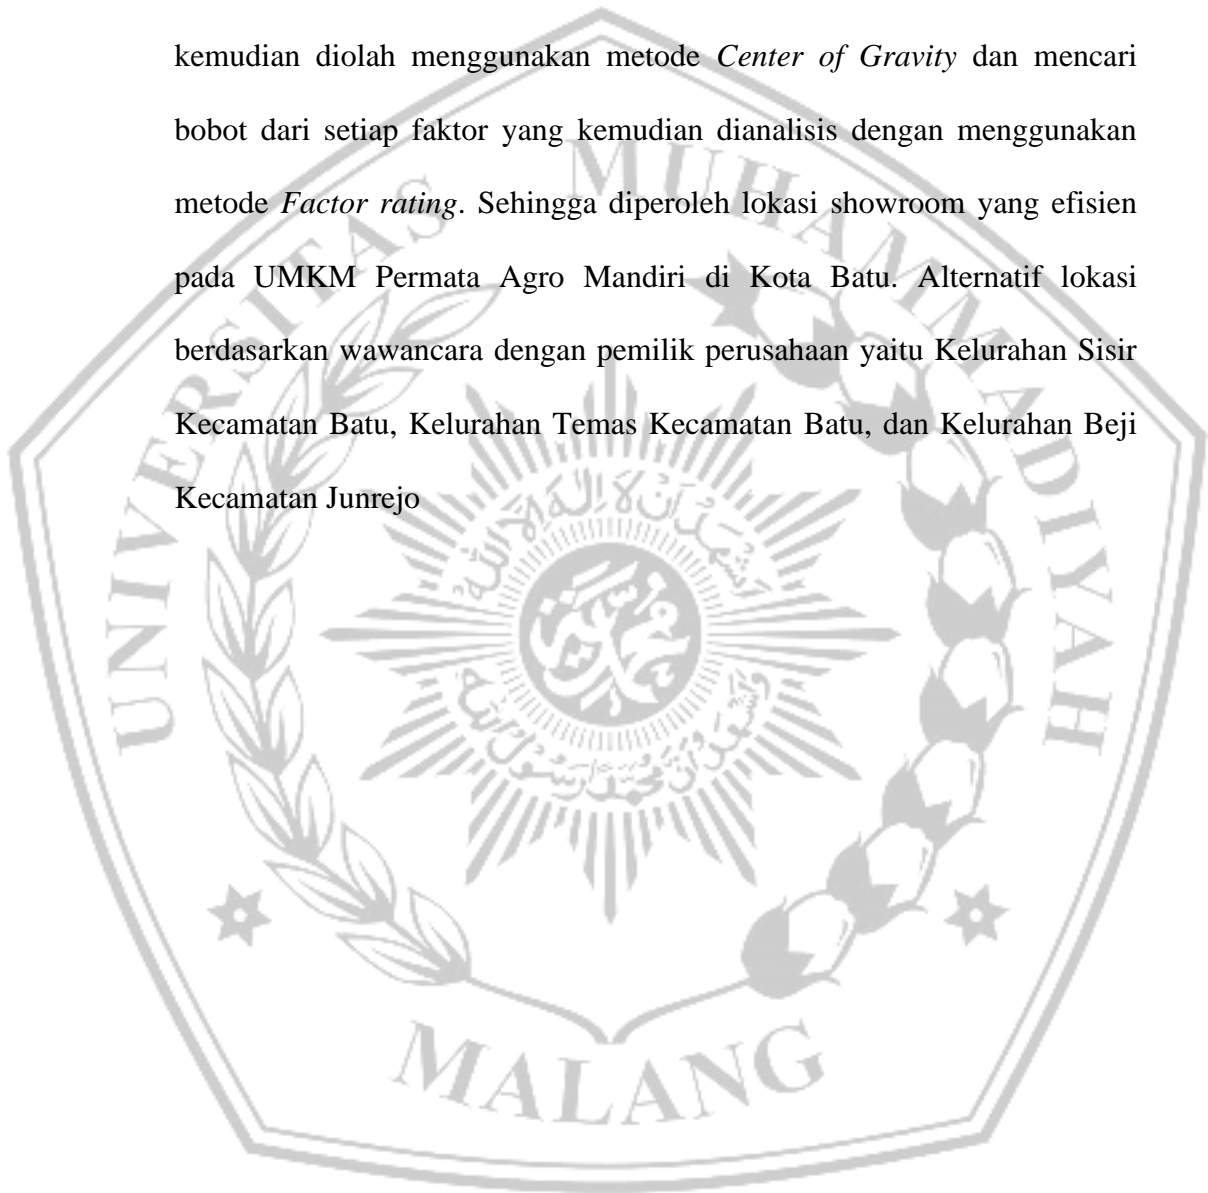 kemudian diolah menggunakan metode Center of Gravity dan mencari
bobot dari setiap faktor yang kemudian dianalisis dengan menggunakan
metode Factor rating. Sehingga diperoleh lokasi showroom yang efisien
pada UMKM Permata Agro Mandiri di Kota Batu. Alternatif lokasi
berdasarkan wawancara dengan pemilik perusahaan yaitu Kelurahan Sisir
Kecamatan Batu, Kelurahan Temas Kecamatan Batu, dan Kelurahan Beji
Kecamatan Junrejo
UNIVERSITAS MUHAMMADIYAH
MALANG